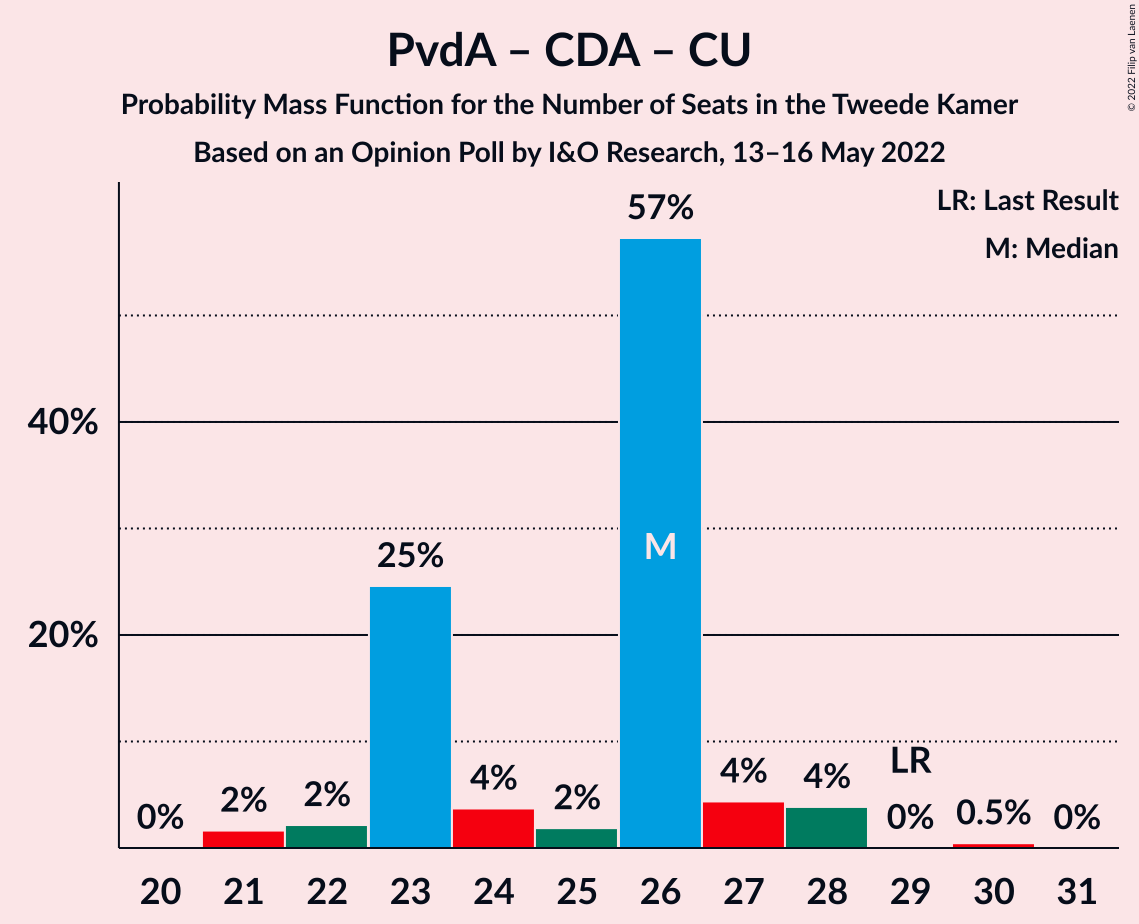 PvdA – CDA – CU
Probability Mass Function for the Number of Seats in the Tweede Kamer
Based on an Opinion Poll by I&O Research, 13–16 May 2022
© 2022 Filip van Laenen
LR: Last Result
M: Median
57%
40%
25%
M
20%
LR
0%
2%
2%
4%
2%
4%
4%
0%
0.5%
0%
20 21 22 23 24 25 26 27 28 29 30 31